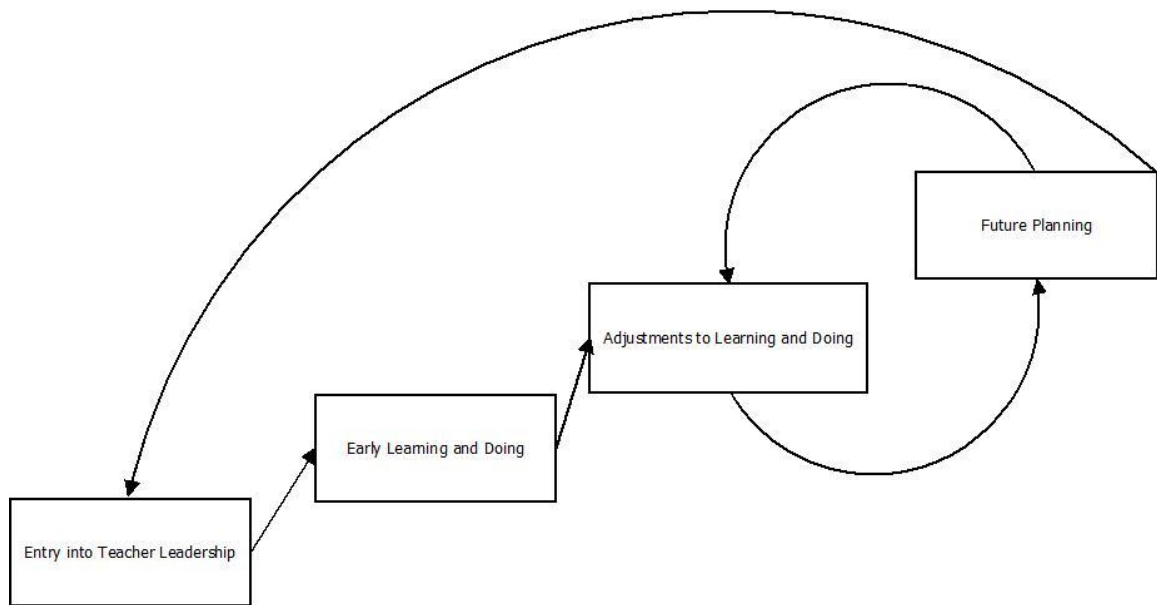 Future Planning
Adjustments to Learning and Doing
Early Learning and Doing
Entry into Teacher Leadership